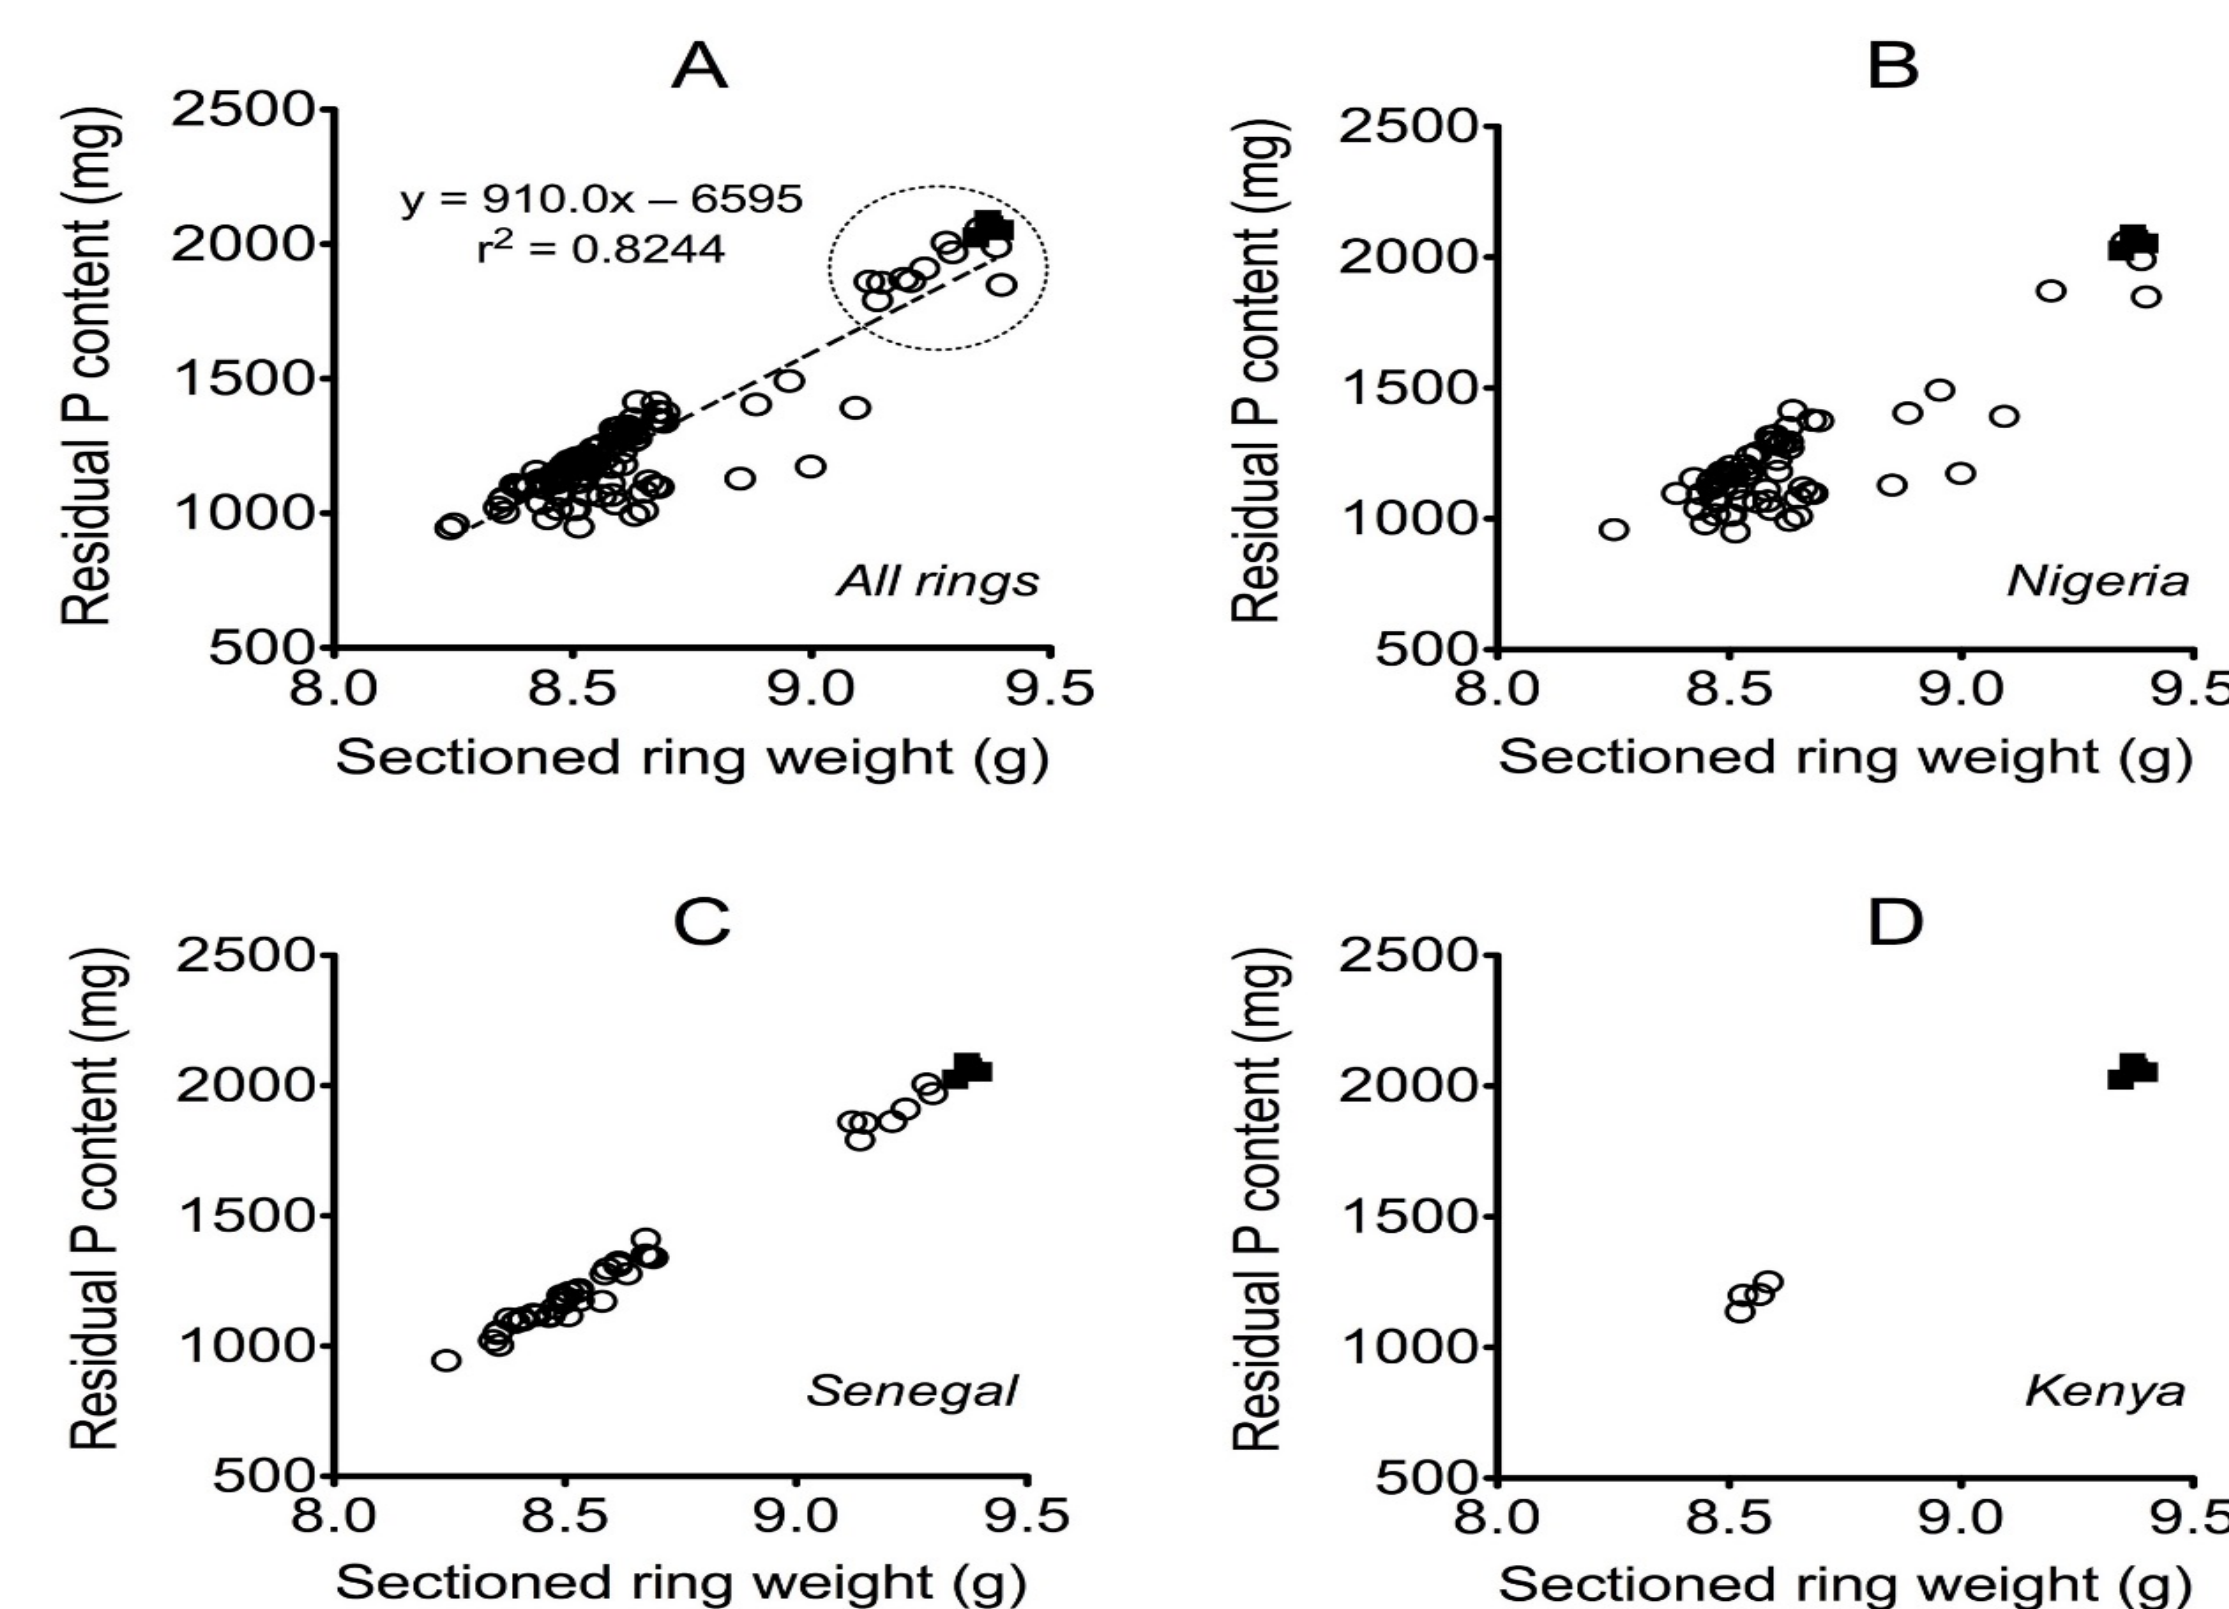 A
Residual P content (mg)
2500
2000
1500
1000
500
y = 910.0x – 6595
r² = 0.8244
All rings
8.0 8.5 9.0 9.5
Sectioned ring weight (g)
B
Residual P content (mg)
2500
2000
1500
1000
500
Nigeria
8.0 8.5 9.0 9.5
Sectioned ring weight (g)
C
Residual P content (mg)
2500
2000
1500
1000
500
Senegal
8.0 8.5 9.0 9.5
Sectioned ring weight (g)
D
Residual P content (mg)
2500
2000
1500
1000
500
Kenya
8.0 8.5 9.0 9.5
Sectioned ring weight (g)